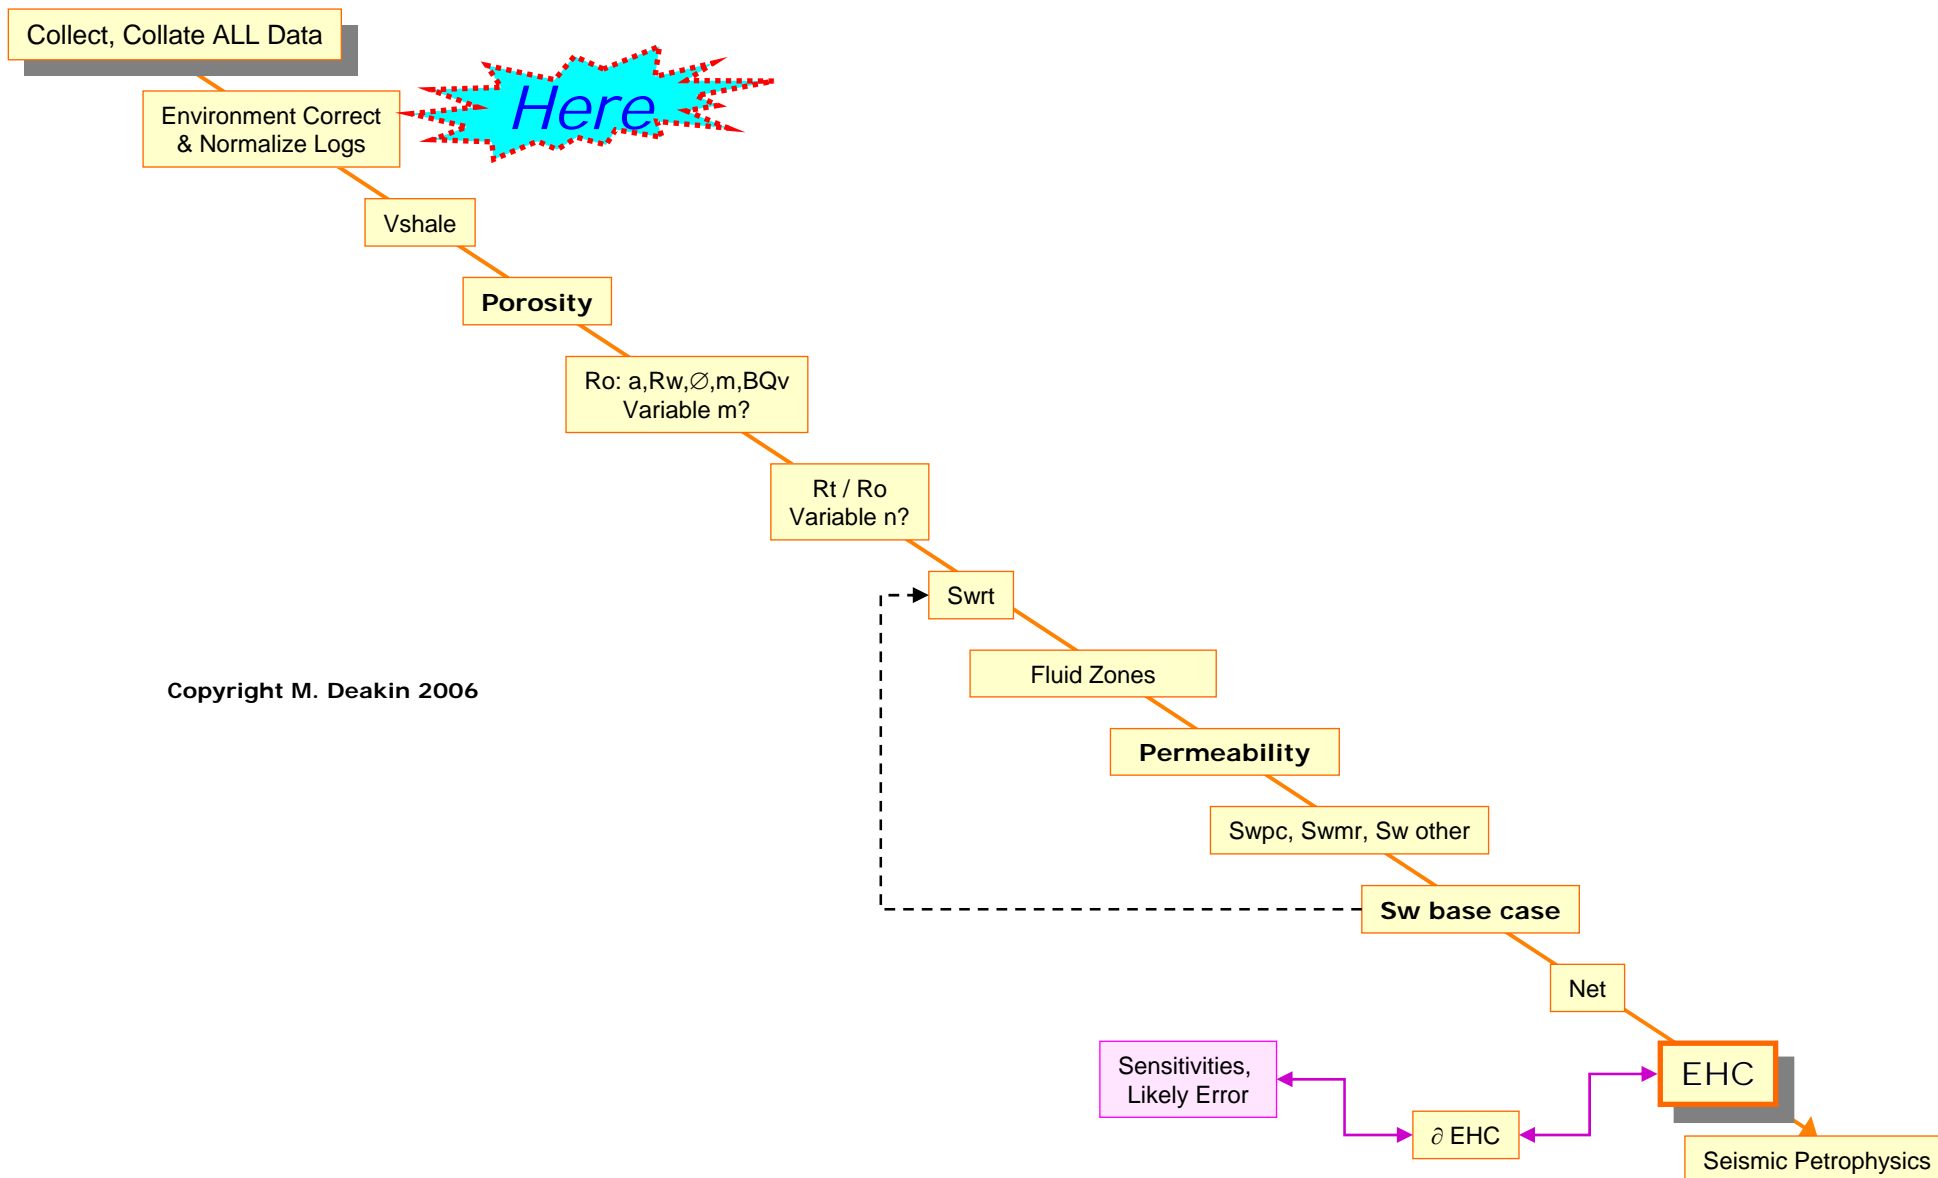 Collect, Collate ALL Data
Here
Environment Correct
& Normalize Logs
Vshale
Porosity
Ro: a,Rw,∅,m,BQv
Variable m?
Rt / Ro
Variable n?
Swrt
Fluid Zones
Copyright M. Deakin 2006
Permeability
Swpc, Swmr, Sw other
Sw base case
Net
Sensitivities,
Likely Error
EHC
∂ EHC
Seismic Petrophysics